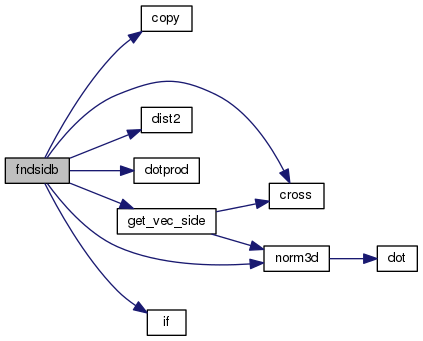 copy
dist2
fndsidb
dotprod
cross
get_vec_side
norm3d
dot
if